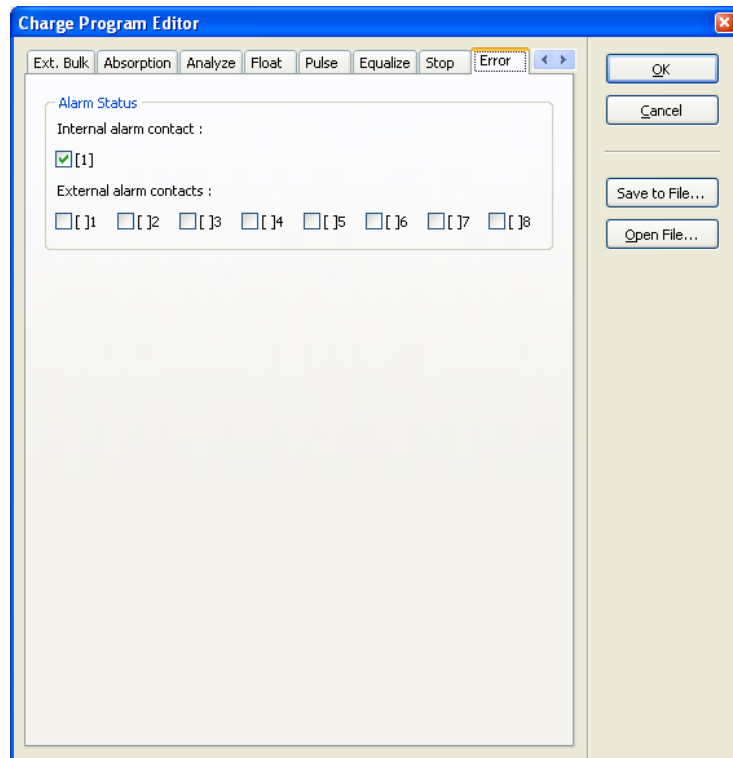 Charge Program Editor
Ext. Bulk Absorption Analyze Float Pulse Equalize Stop Error
OK
Alarm Status
Cancel
Internal alarm contact :
[1]
External alarm contacts :
Save to File...
[ ]1 [ ]2 [ ]3 [ ]4 [ ]5 [ ]6 [ ]7 [ ]8
Open File...